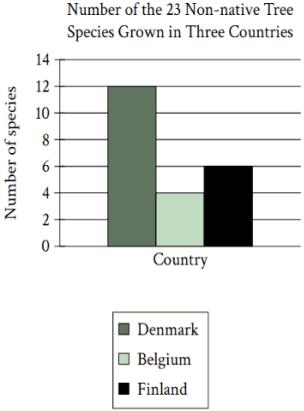 Number of the 23 Non-native Tree
Species Grown in Three Countries
Number of species
14
12
10
8
6
4
2
0
Country
Denmark
Belgium
Finland